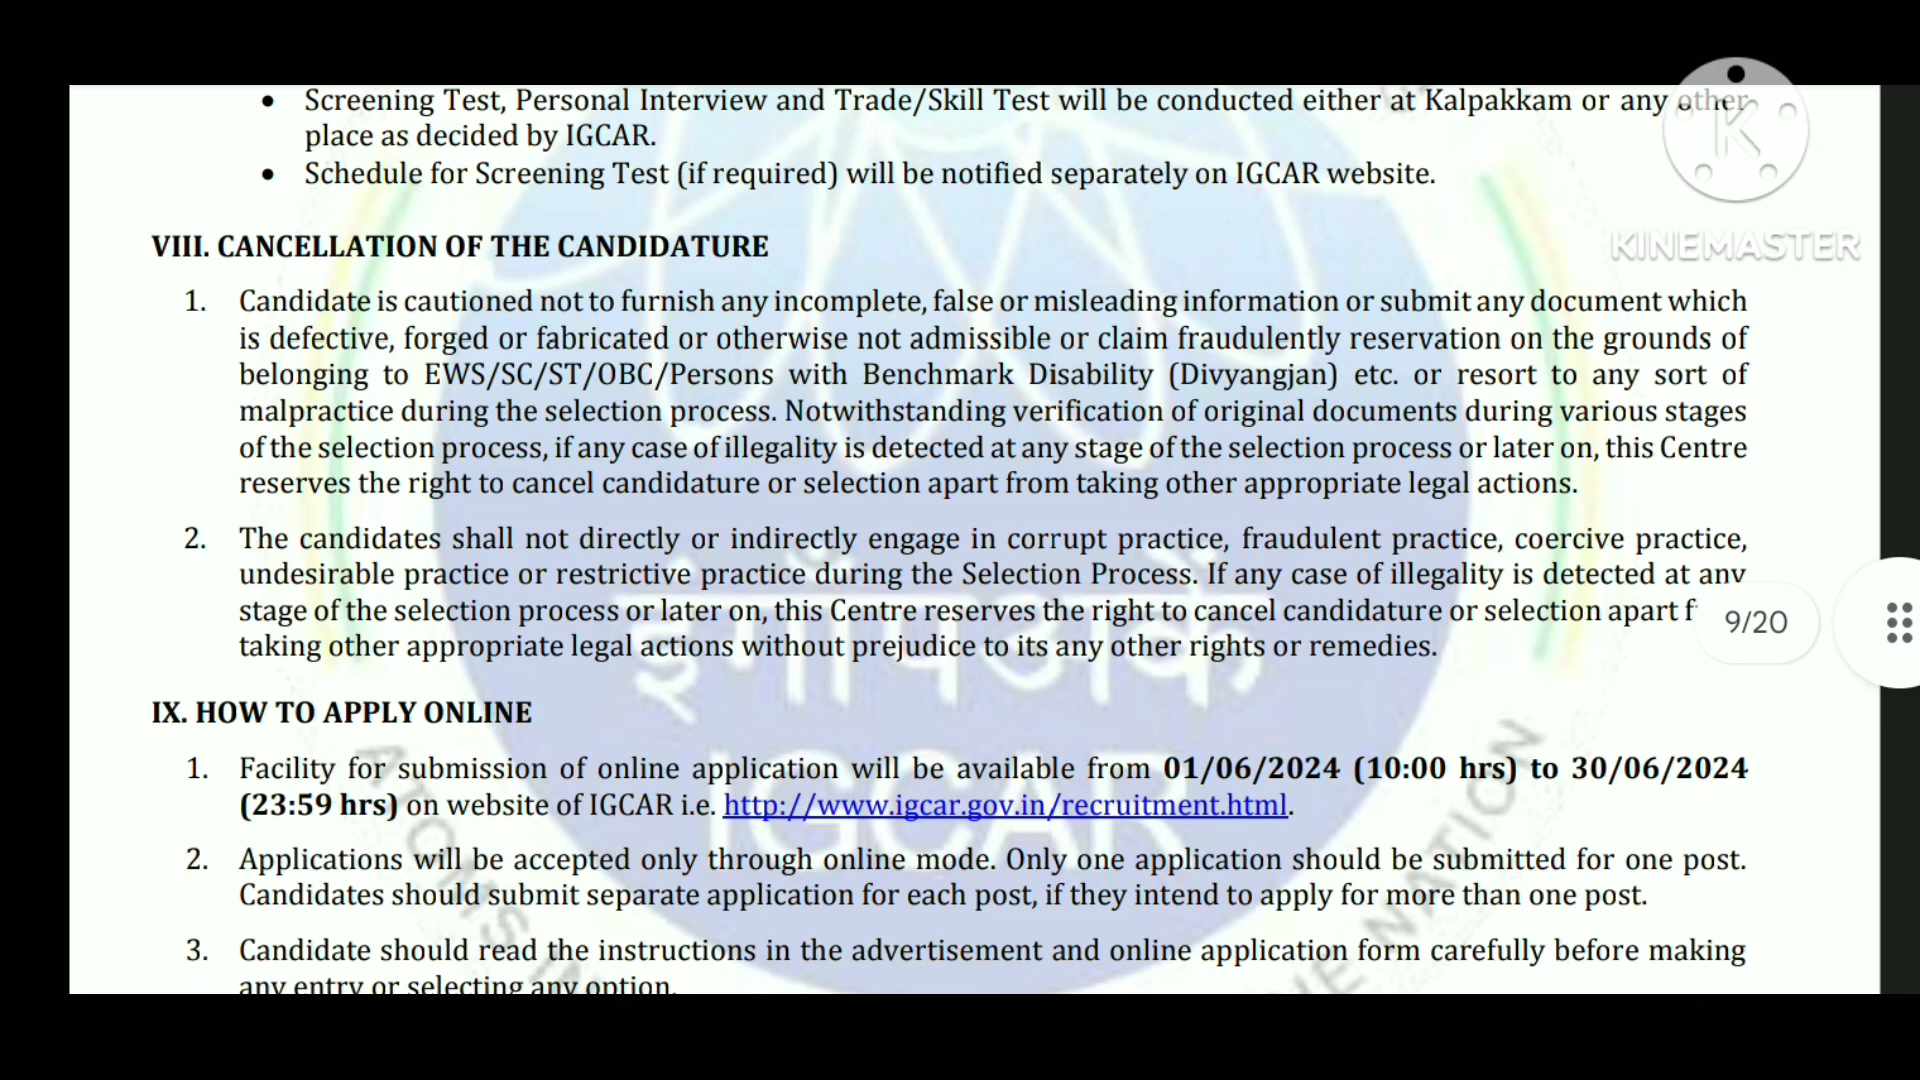 • Screening Test, Personal Interview and Trade/Skill Test will be conducted either at Kalpakkam or any other
place as decided by IGCAR.
• Schedule for Screening Test (if required) will be notified separately on IGCAR website.
KINEMASTER
VIII. CANCELLATION OF THE CANDIDATURE
1. Candidate is cautioned not to furnish any incomplete, false or misleading information or submit any document which
is defective, forged or fabricated or otherwise not admissible or claim fraudulently reservation on the grounds of
belonging to EWS/SC/ST/OBC/Persons with Benchmark Disability (Divyangjan) etc. or resort to any sort of
malpractice during the selection process. Notwithstanding verification of original documents during various stages
of the selection process, if any case of illegality is detected at any stage of the selection process or later on, this Centre
reserves the right to cancel candidature or selection apart from taking other appropriate legal actions.
2. The candidates shall not directly or indirectly engage in corrupt practice, fraudulent practice, coercive practice,
undesirable practice or restrictive practice during the Selection Process. If any case of illegality is detected at any
stage of the selection process or later on, this Centre reserves the right to cancel candidature or selection apart f
9/20
taking other appropriate legal actions without prejudice to its any other rights or remedies.
इंगाँपअके
IGCAR
IX. HOW TO APPLY ONLINE
1. Facility for submission of online application will be available from 01/06/2024 (10:00 hrs) to 30/06/2024
(23:59 hrs) on website of IGCAR i.e. http://www.igcar.gov.in/recruitment.html.
2. Applications will be accepted only through online mode. Only one application should be submitted for one post.
Candidates should submit separate application for each post, if they intend to apply for more than one post.
3. Candidate should read the instructions in the advertisement and online application form carefully before making
any entry or selecting any option.
ATOMS IN
NATION